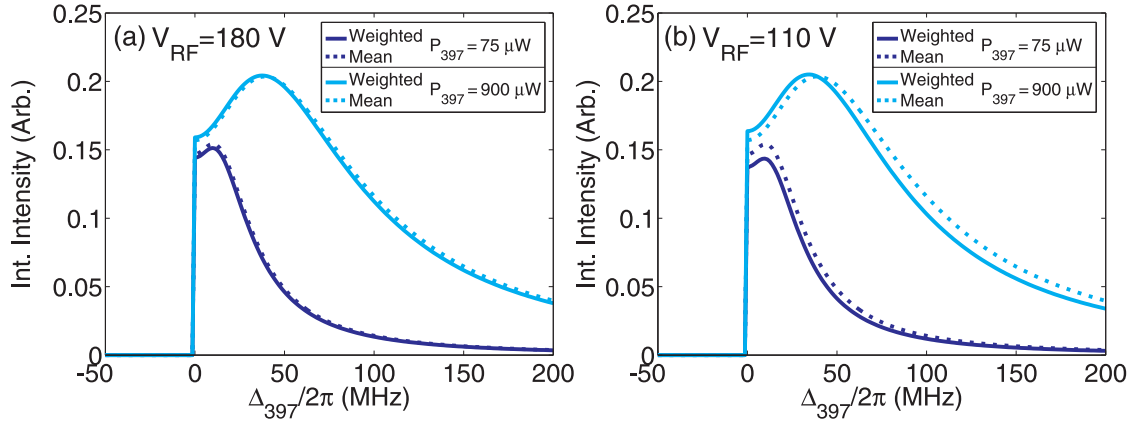 (a) V_RF=180 V
Weighted
Mean
P_397 = 75 µW
Weighted
Mean
P_397 = 900 µW
0.25
0.2
0.15
0.1
0.05
0
-50
0
50
100
150
200
Int. Intensity (Arb.)
Δ_397/2π (MHz)
(b) V_RF=110 V
Weighted
Mean
P_397 = 75 µW
Weighted
Mean
P_397 = 900 µW
0.25
0.2
0.15
0.1
0.05
0
-50
0
50
100
150
200
Int. Intensity (Arb.)
Δ_397/2π (MHz)